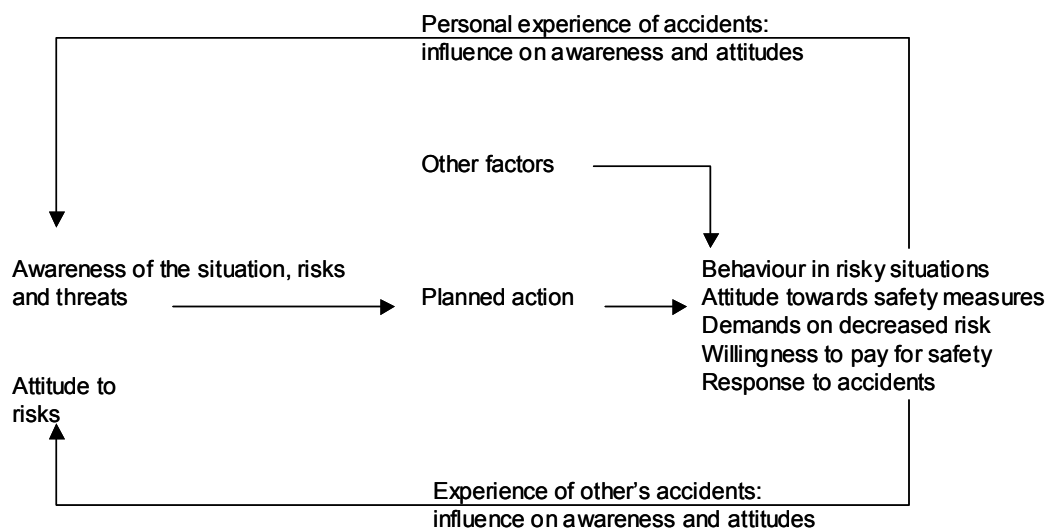 Personal experience of accidents:
influence on awareness and attitudes
Other factors
Awareness of the situation, risks
and threats
Planned action
Behaviour in risky situations
Attitude towards safety measures
Demands on decreased risk
Willingness to pay for safety
Response to accidents
Attitude to
risks
Experience of other's accidents:
influence on awareness and attitudes